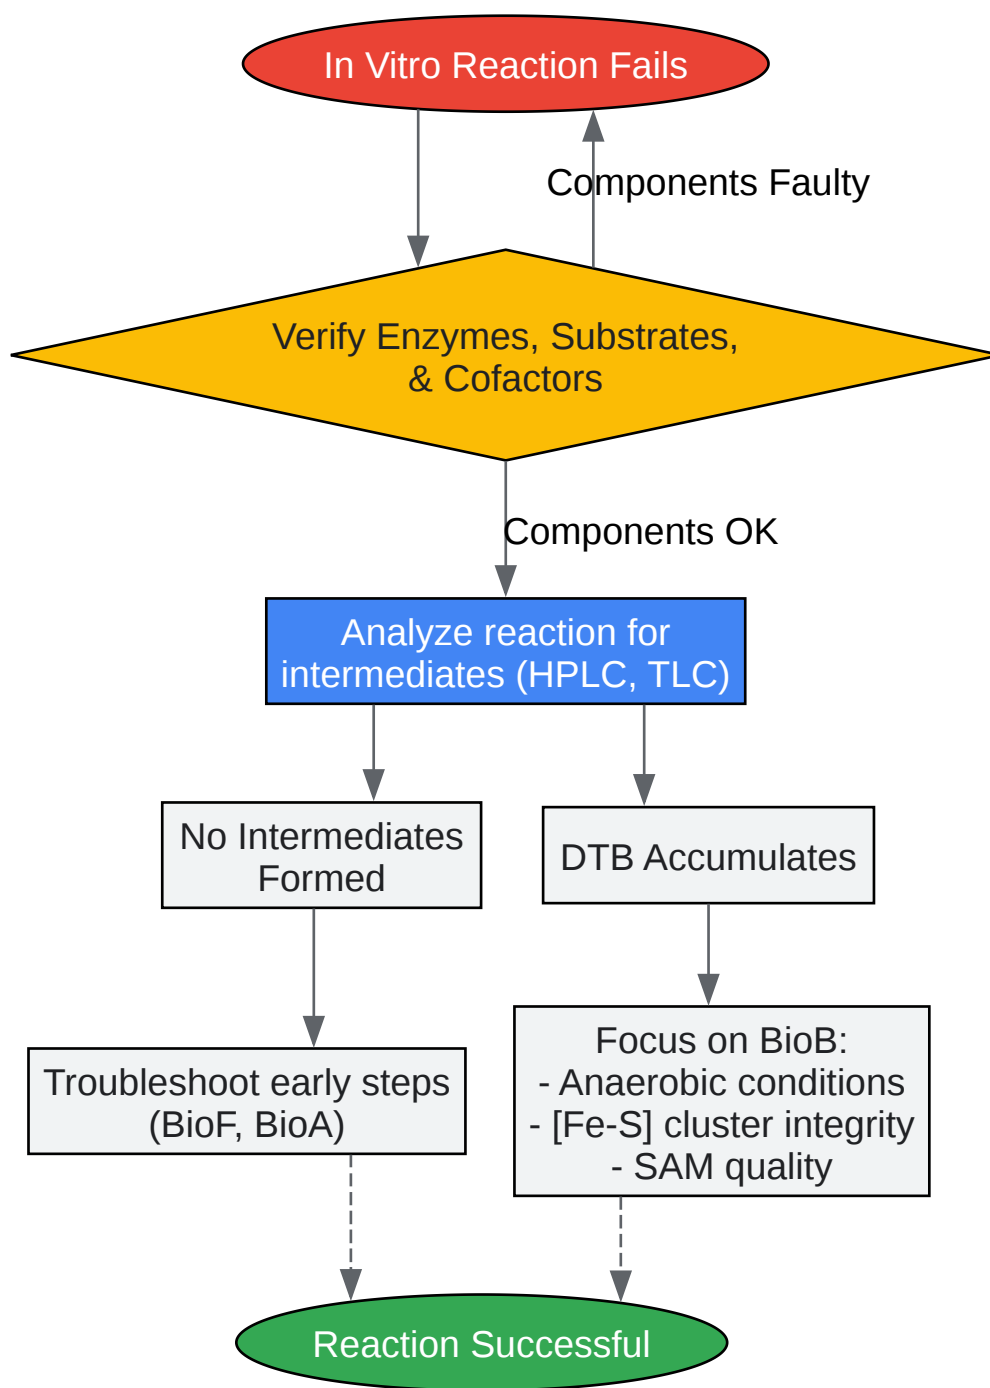 In Vitro Reaction Fails
Components Faulty
Verify Enzymes, Substrates,
& Cofactors
Components OK
Analyze reaction for
intermediates (HPLC, TLC)
No Intermediates
Formed
DTB Accumulates
Troubleshoot early steps
(BioF, BioA)
Focus on BioB:
- Anaerobic conditions
- [Fe-S] cluster integrity
- SAM quality
Reaction Successful